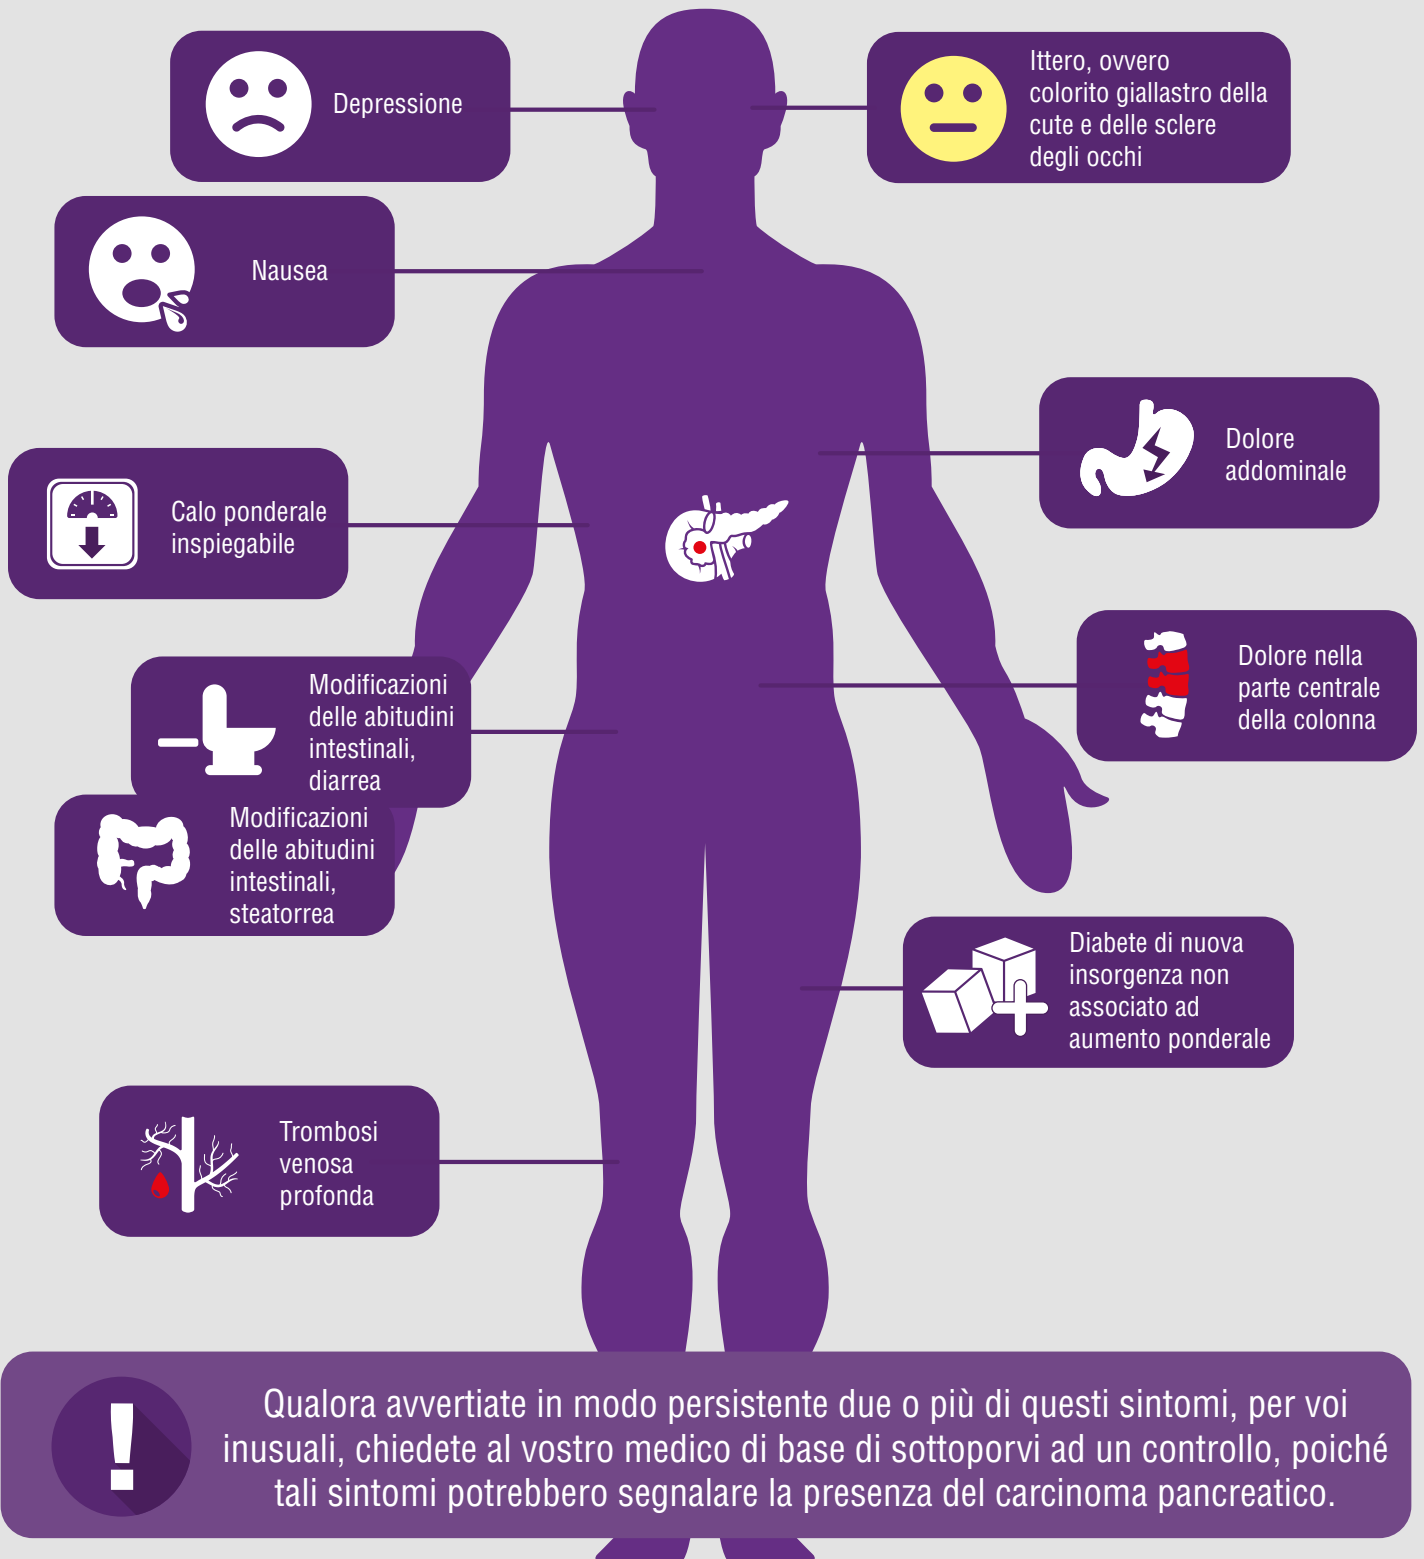 Depressione
Ittero, ovvero
colorito giallastro della
cute e delle sclere
degli occhi
Nausea
Dolore
addominale
Calo ponderale
inspiegabile
Dolore nella
parte centrale
della colonna
Modificazioni
delle abitudini
intestinali,
diarrea
Modificazioni
delle abitudini
intestinali,
steatorrea
Diabete di nuova
insorgenza non
associato ad
aumento ponderale
Trombosi
venosa
profonda
!
Qualora avvertiate in modo persistente due o più di questi sintomi, per voi
inusuali, chiedete al vostro medico di base di sottoporvi ad un controllo, poiché
tali sintomi potrebbero segnalare la presenza del carcinoma pancreatico.